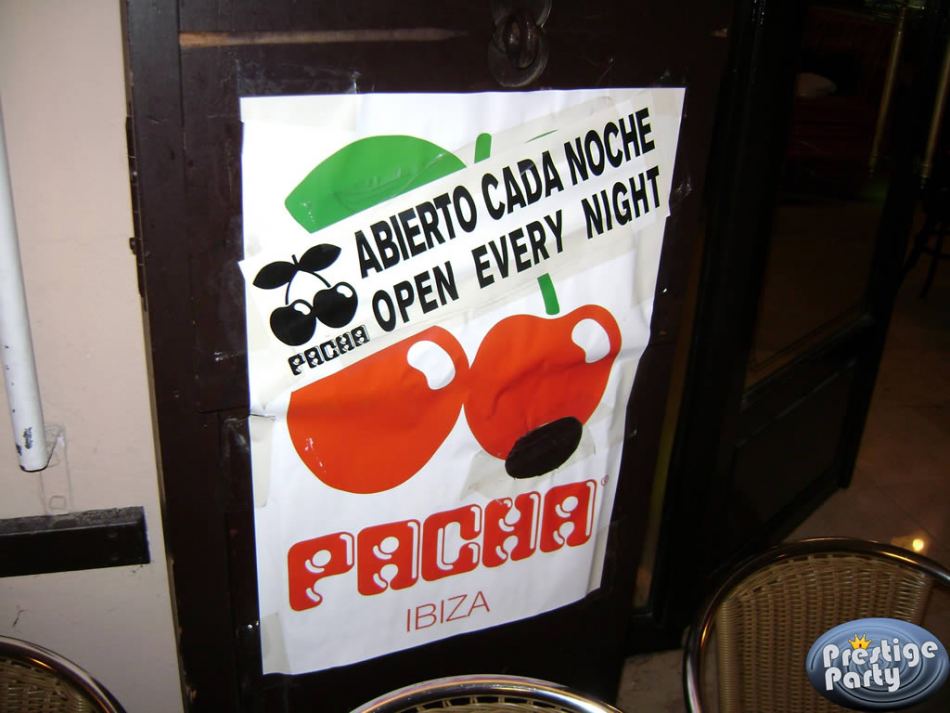 ABIERTO CADA NOCHE
OPEN EVERY NIGHT
PACHA
PACHA®
IBIZA
Prestige
Party